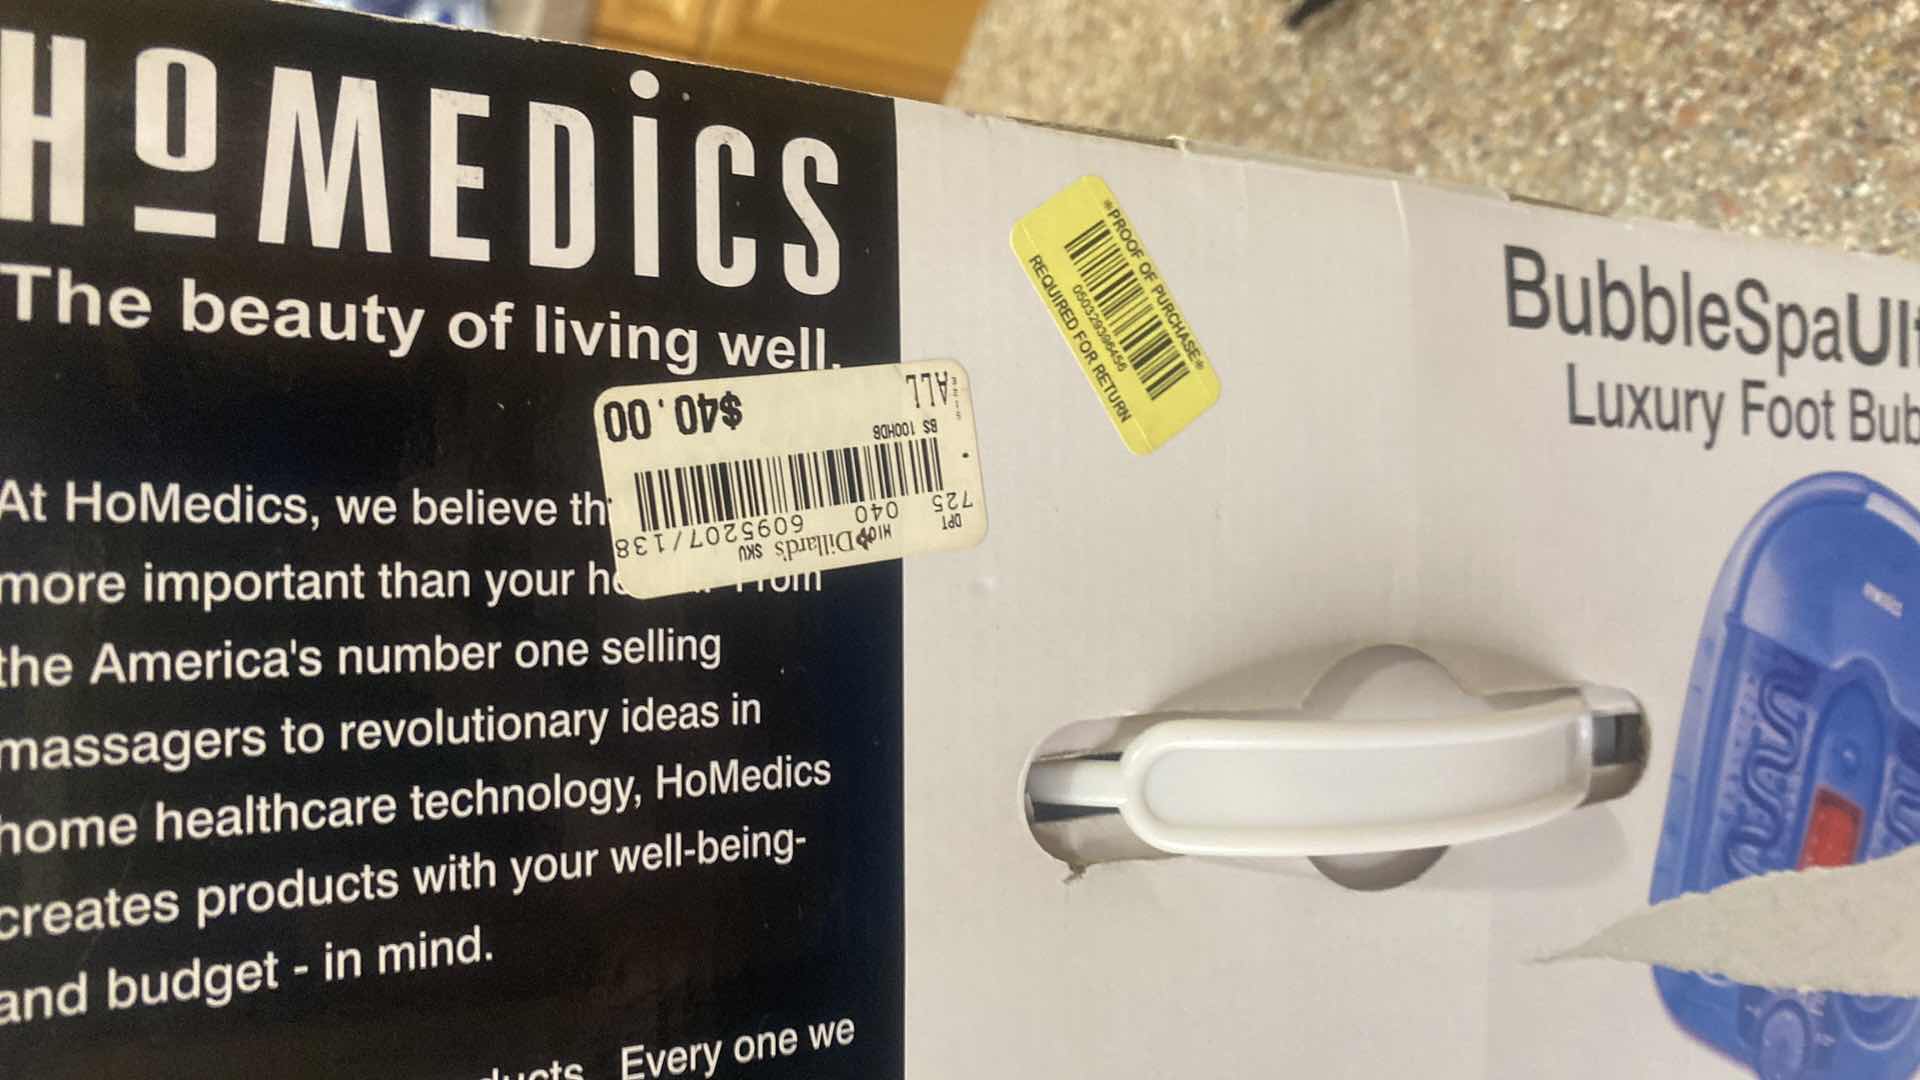 HoMEDiCS
The beauty of living well.
At HoMedics, we believe
more important than your
the America's number one selling
massagers to revolutionary ideas in
home healthcare technology, HoMedics
creates products with your well-being-
and budget - in mind.
Every one we
Dillard's
DPT MIC SKU
725 040 6095207/138
BS 100HDB
ALL $40.00
*PROOF OF PURCHASE*
050329396456
REQUIRED FOR RETURN
BubbleSpaUl
Luxury Foot Bub